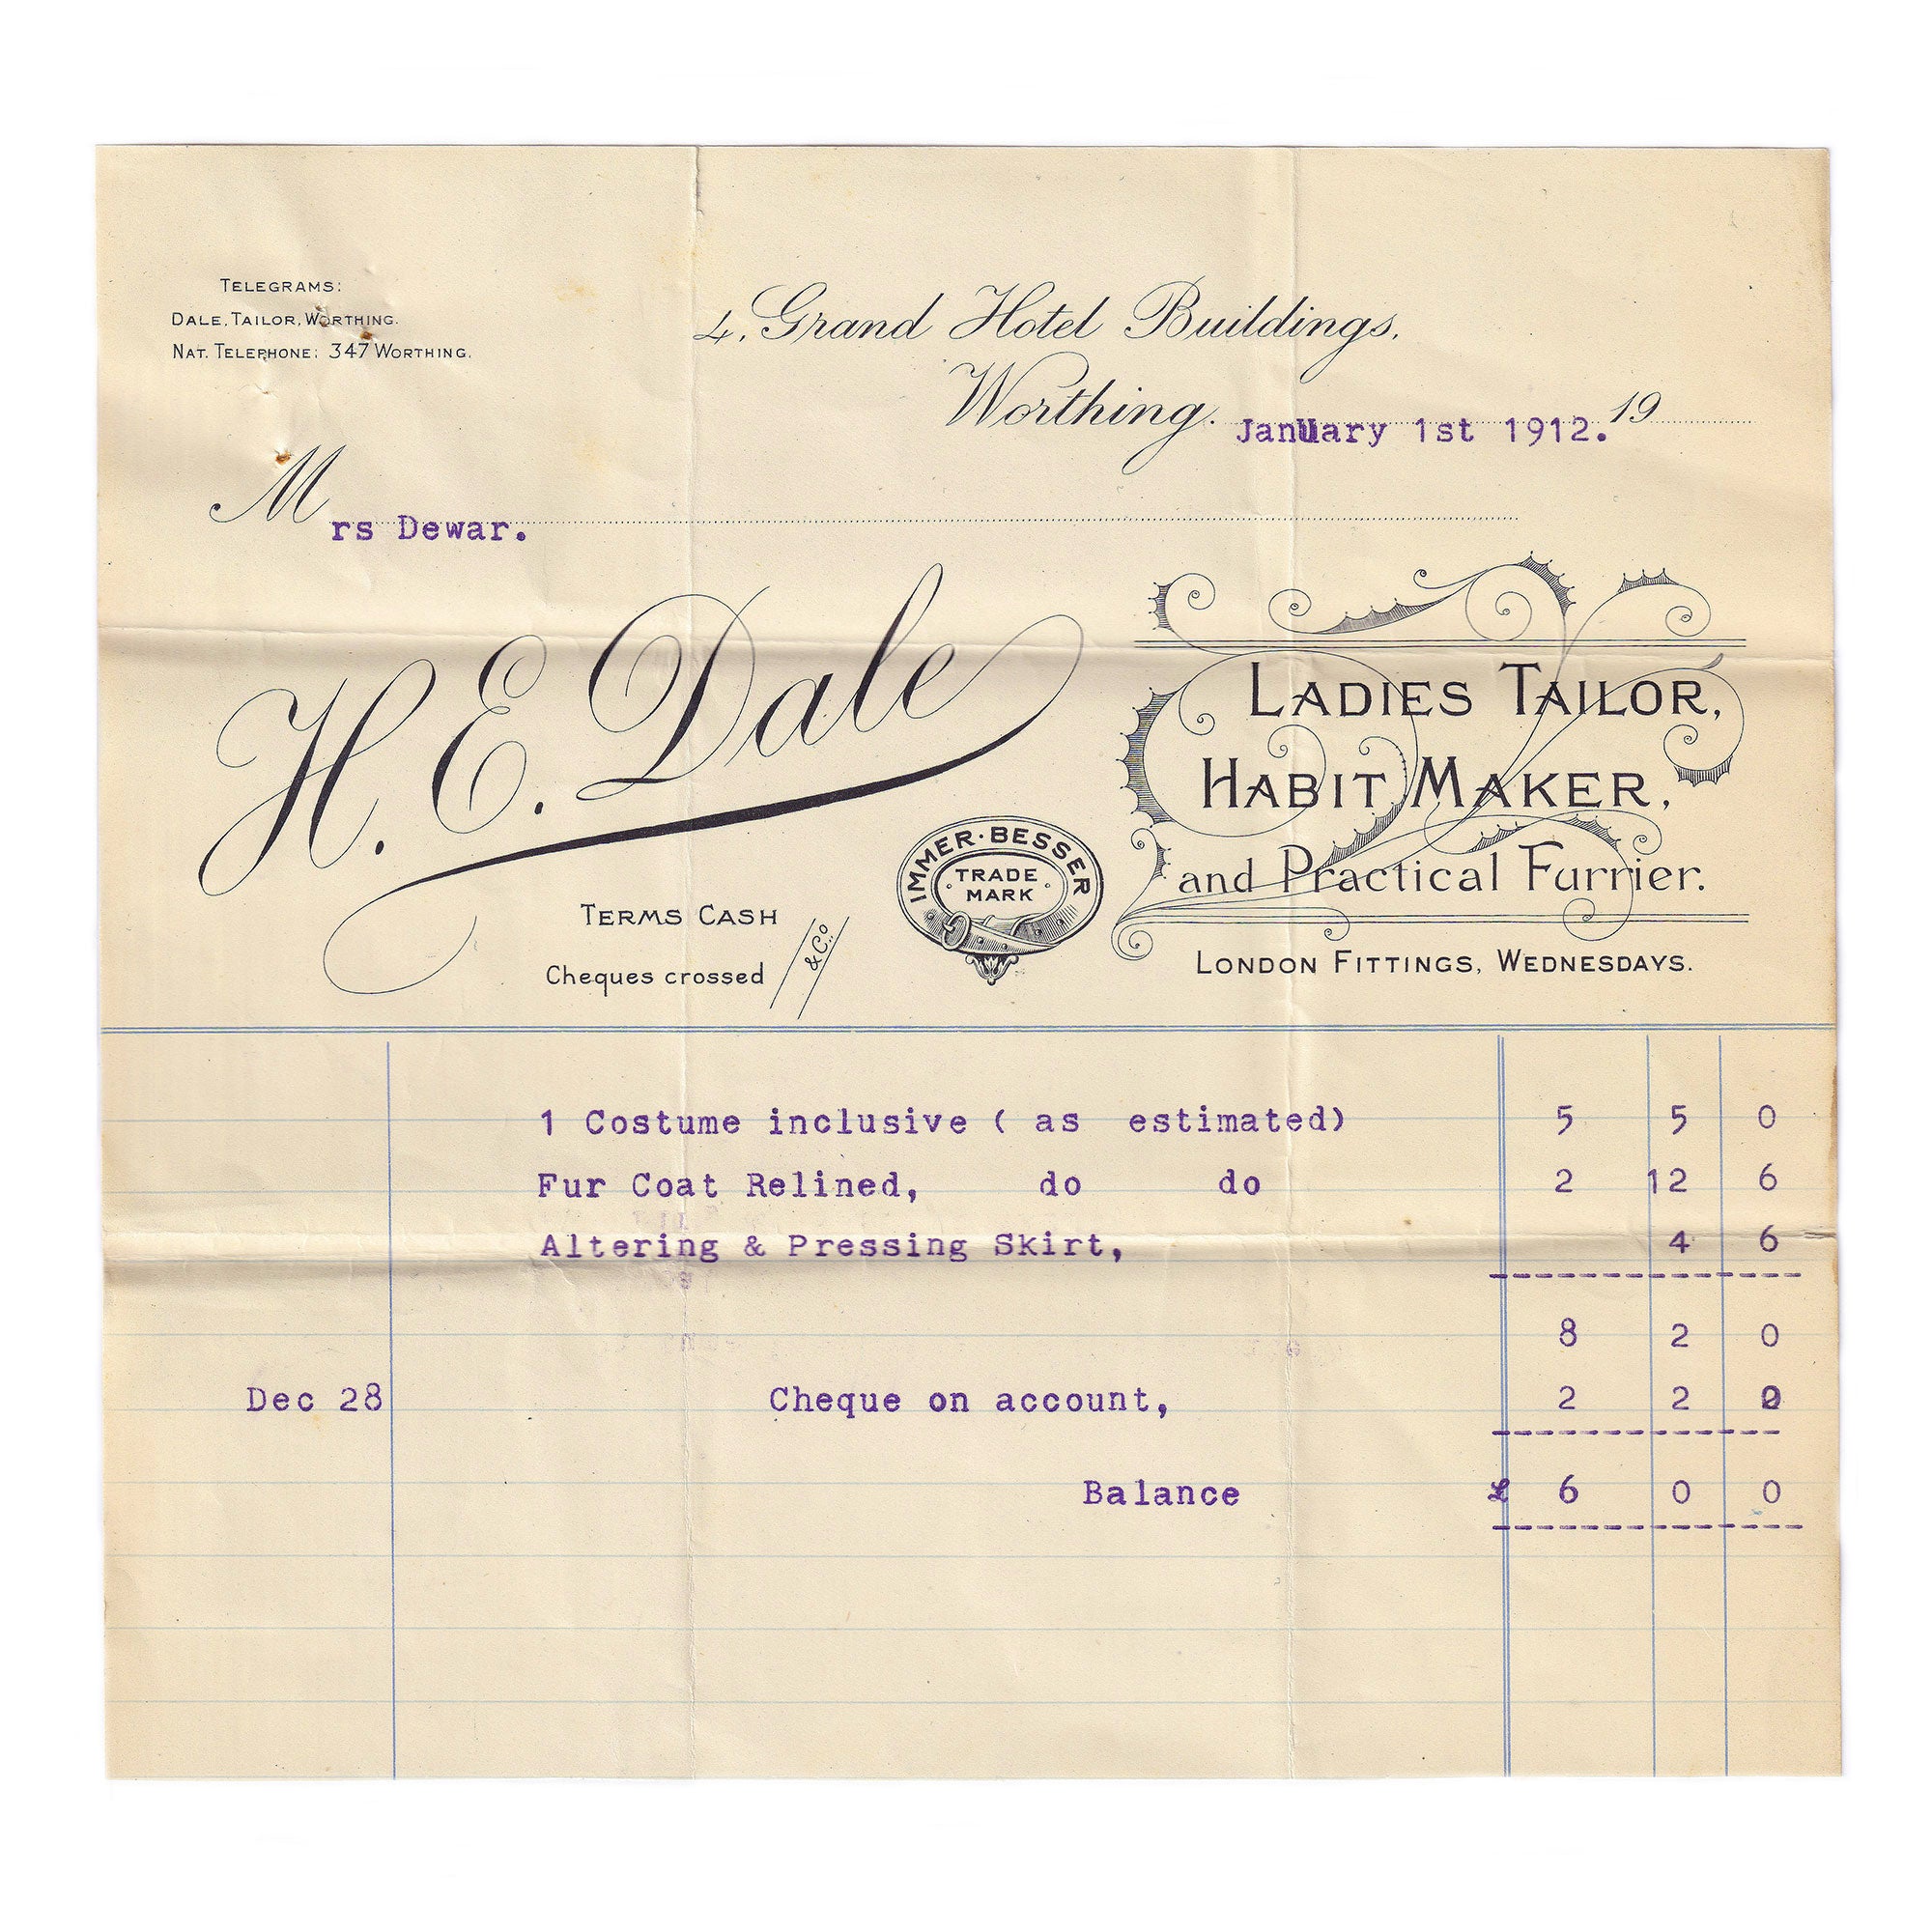 TELEGRAMS:
DALE, TAILOR, WORTHING.
NAT. TELEPHONE: 347 WORTHING.
4, Grand Hotel Buildings,
Worthing. January 1st 1912. 19
Mrs Dewar.
H. E. Dale
LADIES TAILOR,
HABIT MAKER,
and Practical Furrier.
LONDON FITTINGS, WEDNESDAYS.
IMMER · BESSER
TRADE
MARK
TERMS CASH
Cheques crossed /& Co./
1 Costume inclusive ( as estimated) 5 5 0
Fur Coat Relined, do do 2 12 6
Altering & Pressing Skirt, 4 6
8 2 0
Dec 28 Cheque on account, 2 2 0
Balance £ 6 0 0